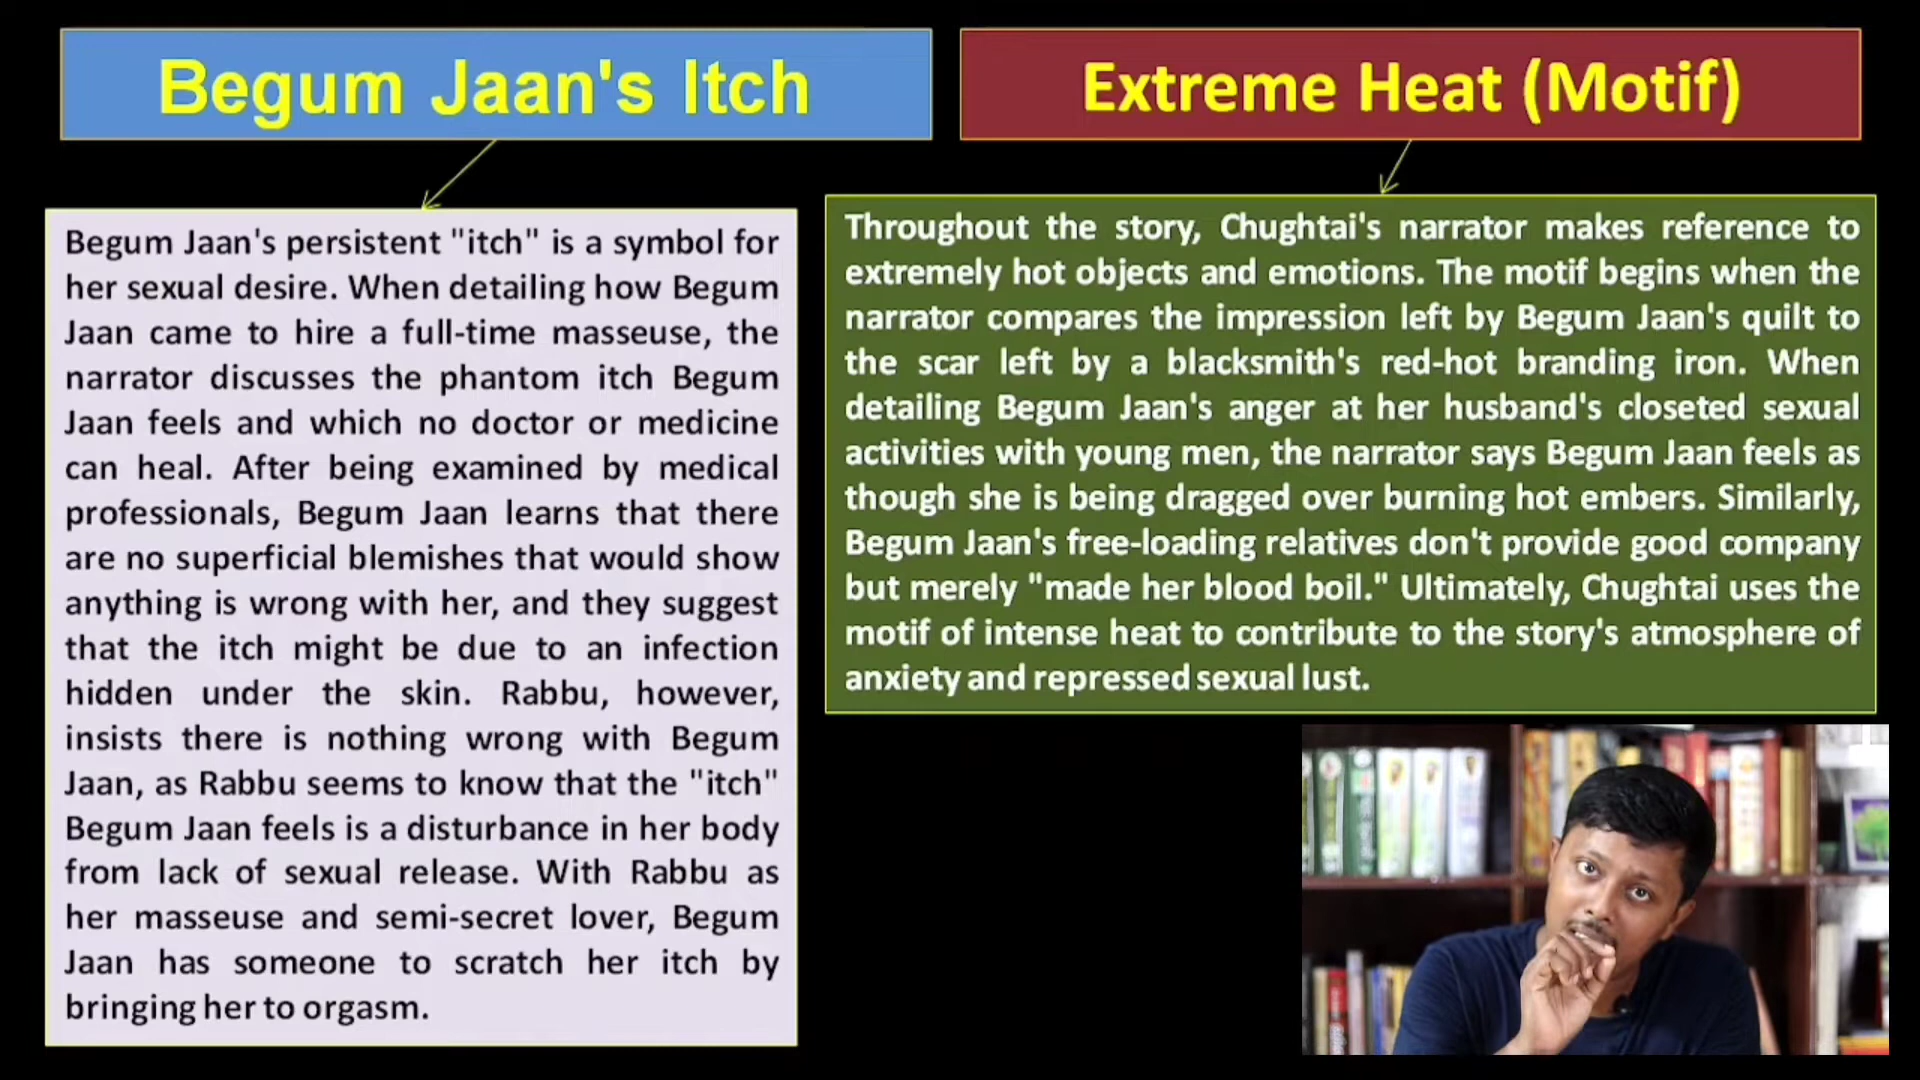 Begum Jaan's Itch
Extreme Heat (Motif)
Begum Jaan's persistent "itch" is a symbol for
her sexual desire. When detailing how Begum
Jaan came to hire a full-time masseuse, the
narrator discusses the phantom itch Begum
Jaan feels and which no doctor or medicine
can heal. After being examined by medical
professionals, Begum Jaan learns that there
are no superficial blemishes that would show
anything is wrong with her, and they suggest
that the itch might be due to an infection
hidden under the skin. Rabbu, however,
insists there is nothing wrong with Begum
Jaan, as Rabbu seems to know that the "itch"
Begum Jaan feels is a disturbance in her body
from lack of sexual release. With Rabbu as
her masseuse and semi-secret lover, Begum
Jaan has someone to scratch her itch by
bringing her to orgasm.
Throughout the story, Chughtai's narrator makes reference to
extremely hot objects and emotions. The motif begins when the
narrator compares the impression left by Begum Jaan's quilt to
the scar left by a blacksmith's red-hot branding iron. When
detailing Begum Jaan's anger at her husband's closeted sexual
activities with young men, the narrator says Begum Jaan feels as
though she is being dragged over burning hot embers. Similarly,
Begum Jaan's free-loading relatives don't provide good company
but merely "made her blood boil." Ultimately, Chughtai uses the
motif of intense heat to contribute to the story's atmosphere of
anxiety and repressed sexual lust.